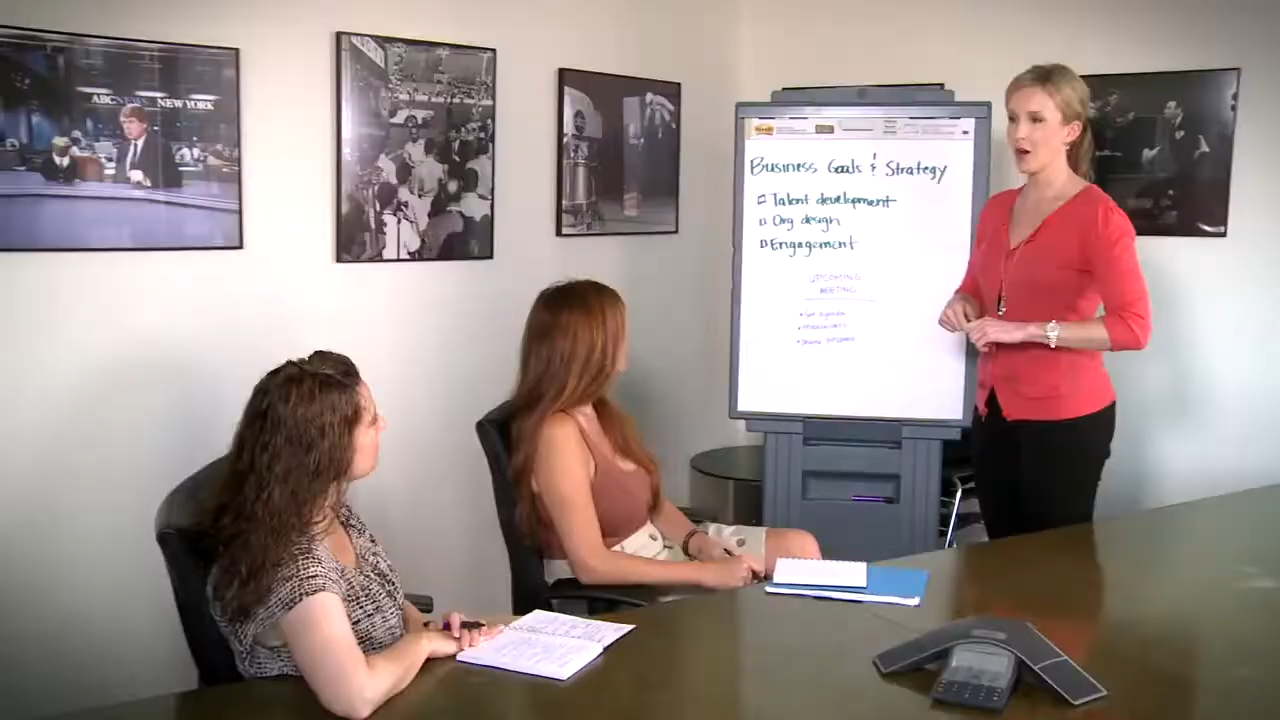 ABC NEWS NEW YORK
Business Goals & Strategy
Talent development
Org design
Engagement
UPCOMING
MEETING